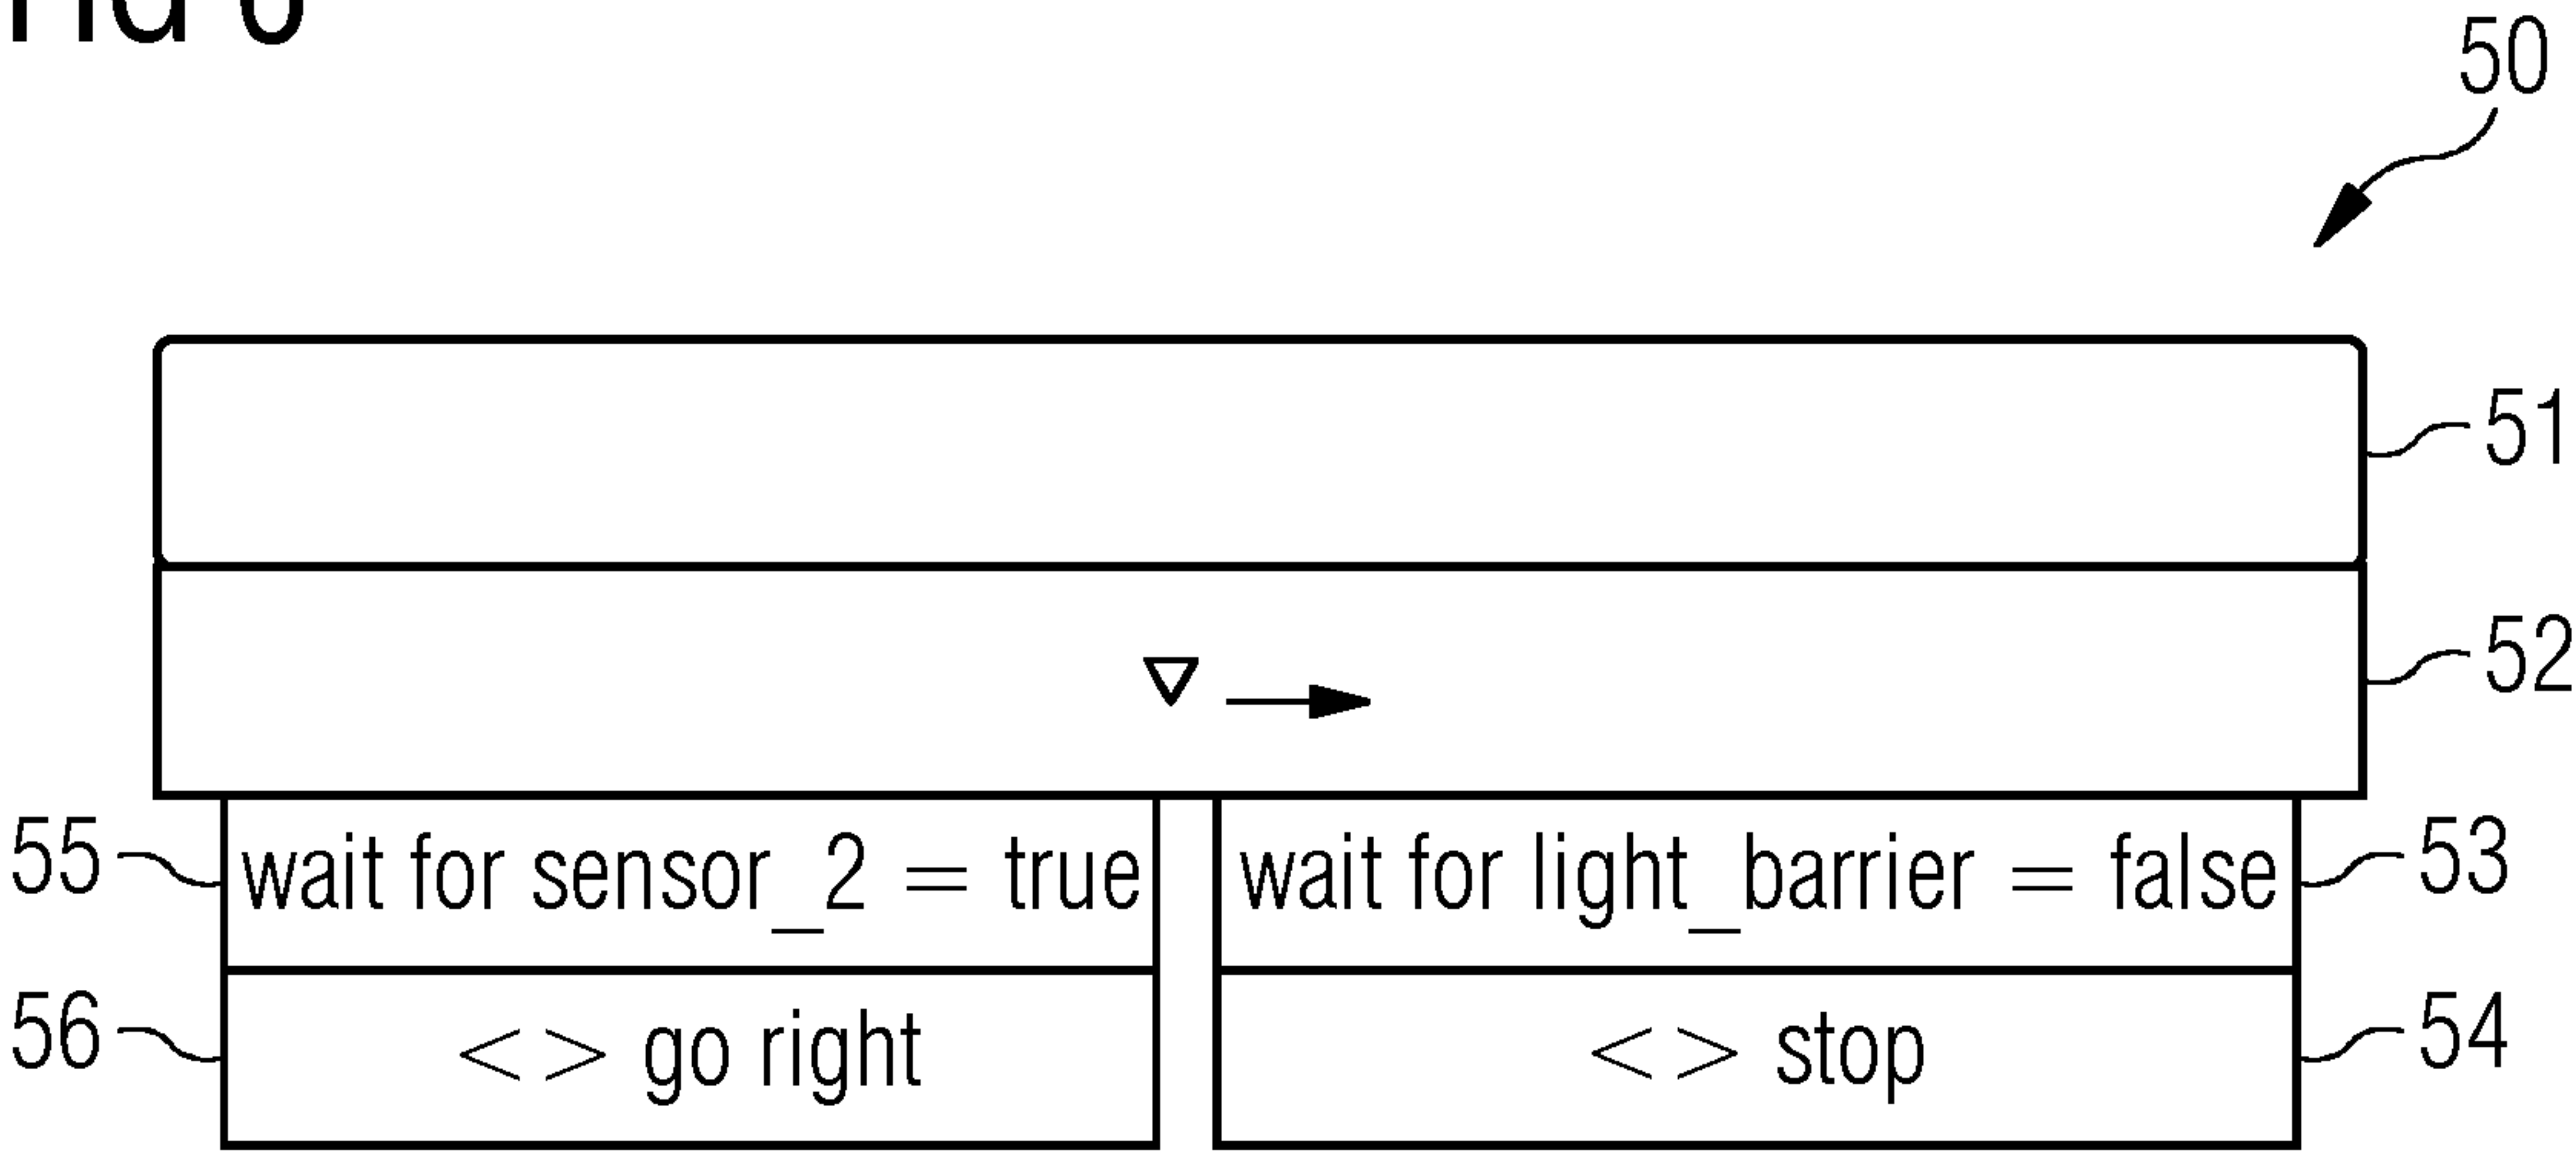 50
51
52
55 wait for sensor_2 = true wait for light_barrier = false 53
56 < > go right < > stop 54